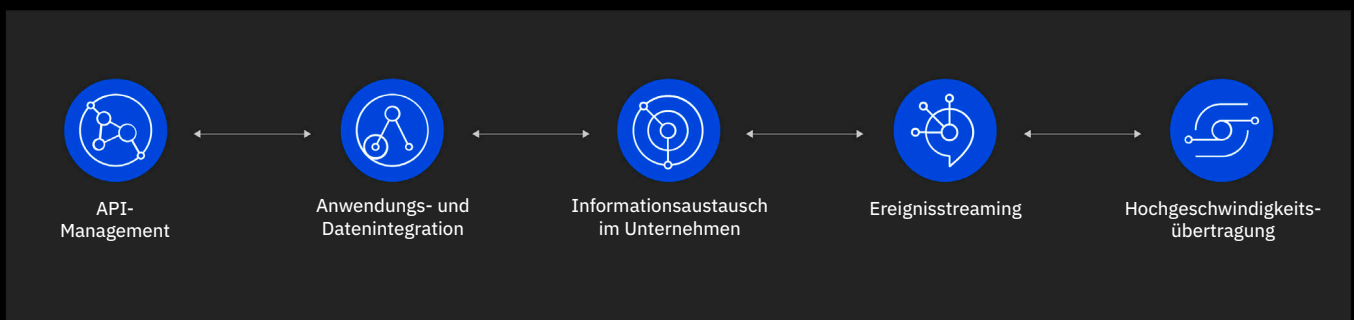 API-
Management
Anwendungs- und
Datenintegration
Informationsaustausch
im Unternehmen
Ereignisstreaming
Hochgeschwindigkeits-
übertragung